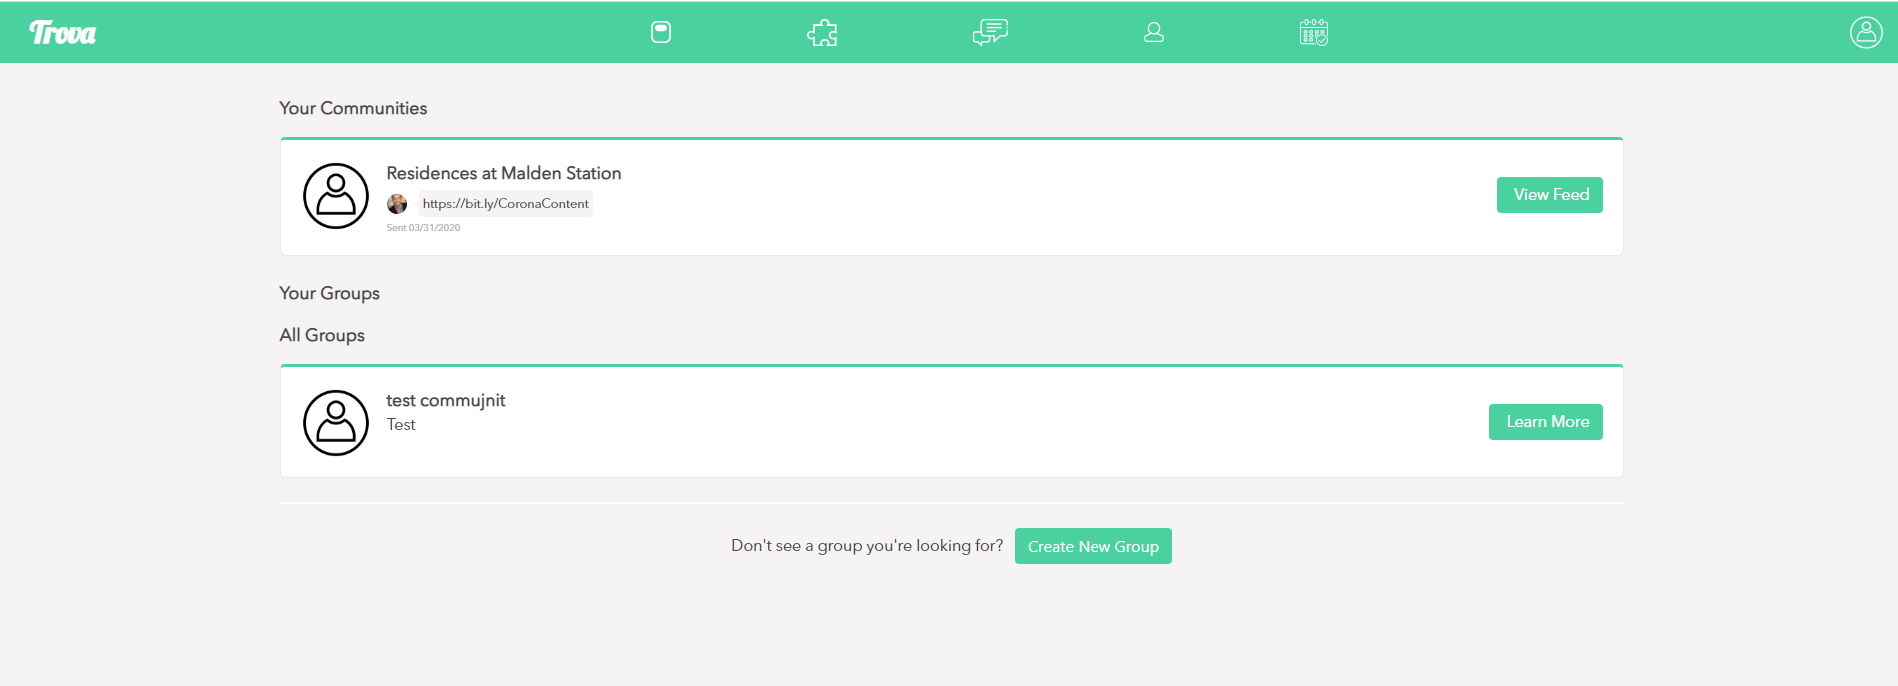 Trova
Your Communities
Residences at Malden Station
https://bit.ly/CoronaContent
Sent 03/31/2020
View Feed
Your Groups
All Groups
test commujnit
Test
Learn More
Don't see a group you're looking for?
Create New Group